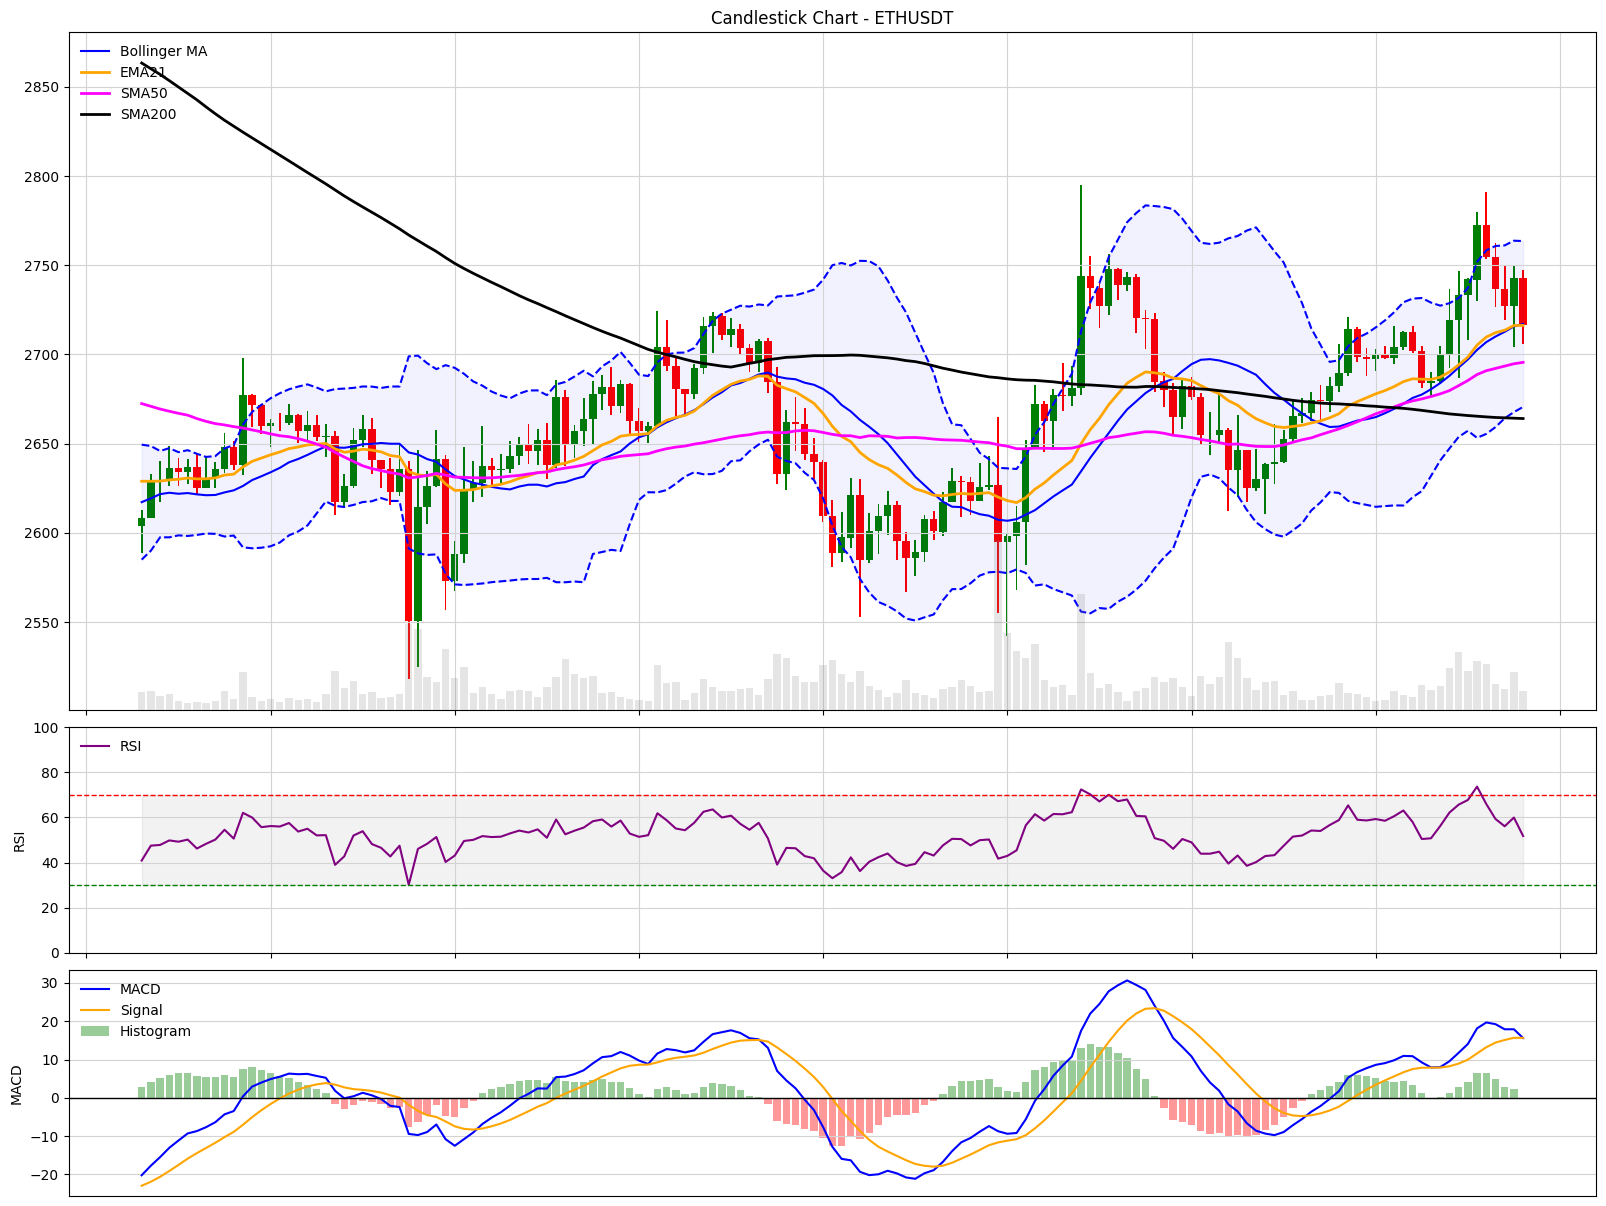 Candlestick Chart - ETHUSDT
Bollinger MA
EMA21
SMA50
SMA200
2850
2800
2750
2700
2650
2600
2550
RSI
100
80
60
40
20
0
RSI
MACD
Signal
Histogram
30
20
10
0
−10
−20
MACD